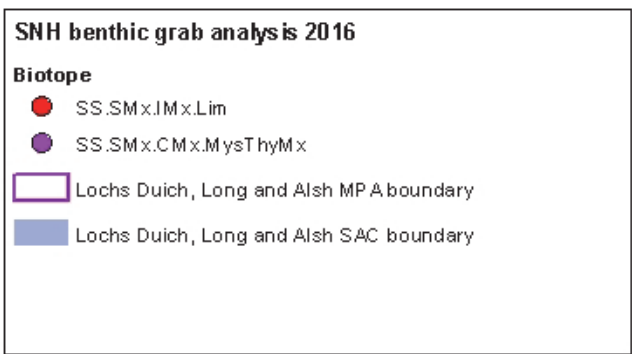 SNH benthic grab analysis 2016
Biotope
SS.SMx.IMx.Lim
SS.SMx.CMx.MysThyMx
Lochs Duich, Long and Alsh MPA boundary
Lochs Duich, Long and Alsh SAC boundary